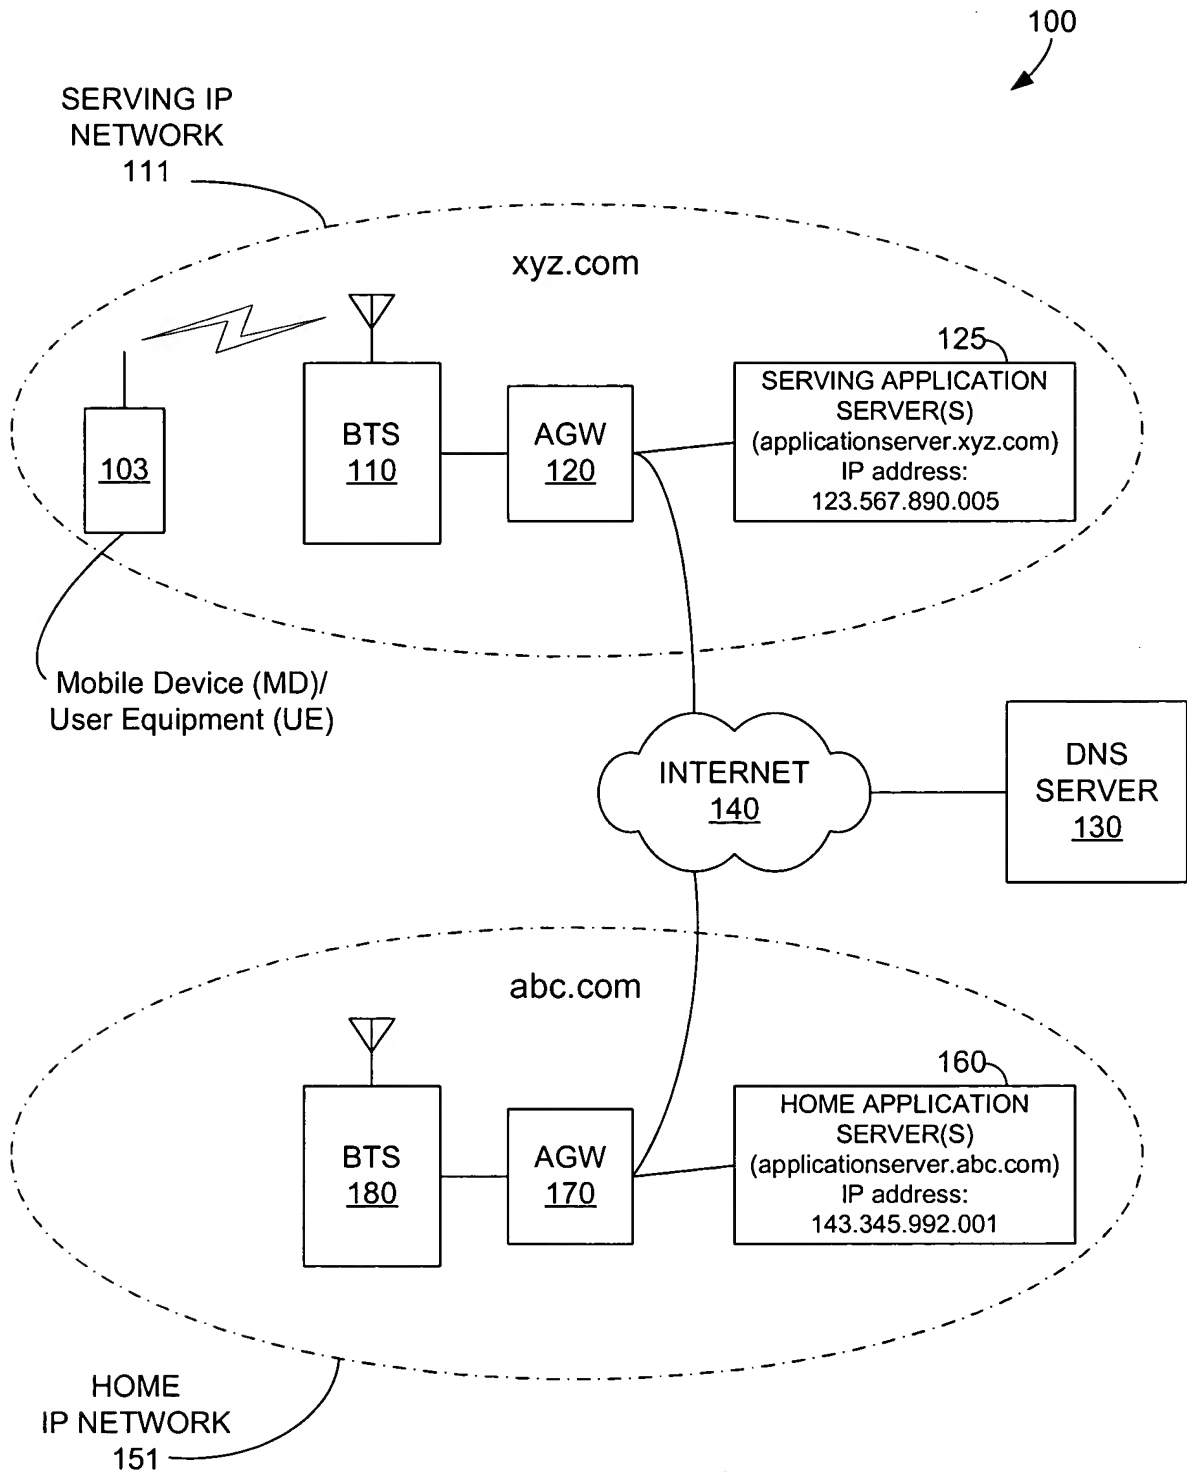 100
SERVING IP
NETWORK
111
xyz.com
125
SERVING APPLICATION
SERVER(S)
(applicationserver.xyz.com)
IP address:
123.567.890.005
BTS
110
AGW
120
103
Mobile Device (MD)/
User Equipment (UE)
INTERNET
140
DNS
SERVER
130
abc.com
160
HOME APPLICATION
SERVER(S)
(applicationserver.abc.com)
IP address:
143.345.992.001
BTS
180
AGW
170
HOME
IP NETWORK
151